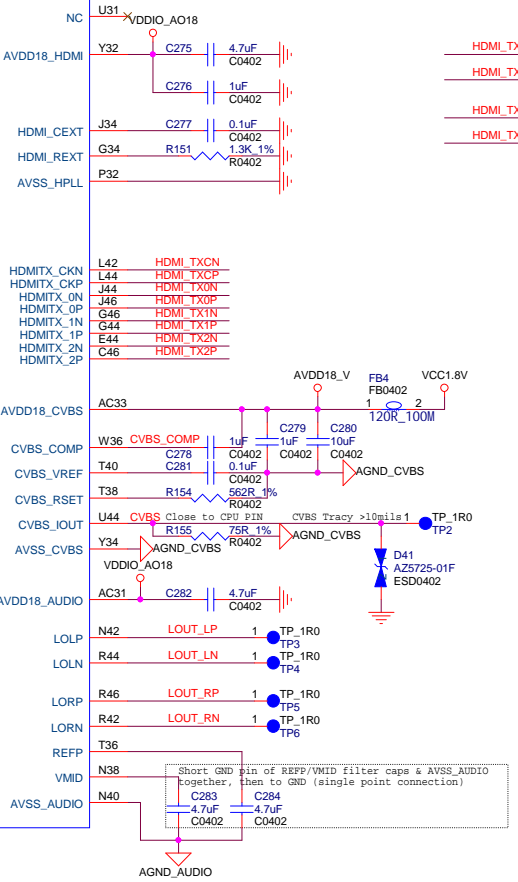 NC U31
VDDIO_AO18
AVDD18_HDMI Y32 C275 4.7uF C0402
C276 1uF C0402
HDMI_CEXT J34 C277 0.1uF C0402
HDMI_REXT G34 R151 1.3K_1% R0402
AVSS_HPLL P32
HDMI_TX
HDMI_TX
HDMI_TX
HDMI_TX
HDMITX_CKN L42 HDMI_TXCN
HDMITX_CKP L44 HDMI_TXCP
HDMITX_0N J44 HDMI_TX0N
HDMITX_0P J46 HDMI_TX0P
HDMITX_1N G46 HDMI_TX1N
HDMITX_1P G44 HDMI_TX1P
HDMITX_2N E44 HDMI_TX2N
HDMITX_2P C46 HDMI_TX2P
AVDD18_V FB4 FB0402 VCC1.8V
AVDD18_CVBS AC33 1 2
120R_100M
CVBS_COMP W36 CVBS_COMP C278 1uF C0402
C279 1uF C0402
C280 10uF C0402
CVBS_VREF T40 C281 0.1uF C0402 AGND_CVBS
CVBS_RSET T38 R154 562R_1% R0402
CVBS_IOUT U44 CVBS Close to CPU PIN CVBS Tracy >10mils 1 TP_1R0 TP2
R155 75R_1% R0402 AGND_CVBS
AVSS_CVBS Y34 AGND_CVBS
D41
AZ5725-01F
ESD0402
VDDIO_AO18
AVDD18_AUDIO AC31 C282 4.7uF C0402
LOLP N42 LOUT_LP 1 TP_1R0 TP3
LOLN R44 LOUT_LN 1 TP_1R0 TP4
LORP R46 LOUT_RP 1 TP_1R0 TP5
LORN R42 LOUT_RN 1 TP_1R0 TP6
REFP T36
VMID N38
AVSS_AUDIO N40
Short GND pin of REFP/VMID filter caps & AVSS_AUDIO
together, then to GND (single point connection)
C283 4.7uF C0402
C284 4.7uF C0402
AGND_AUDIO